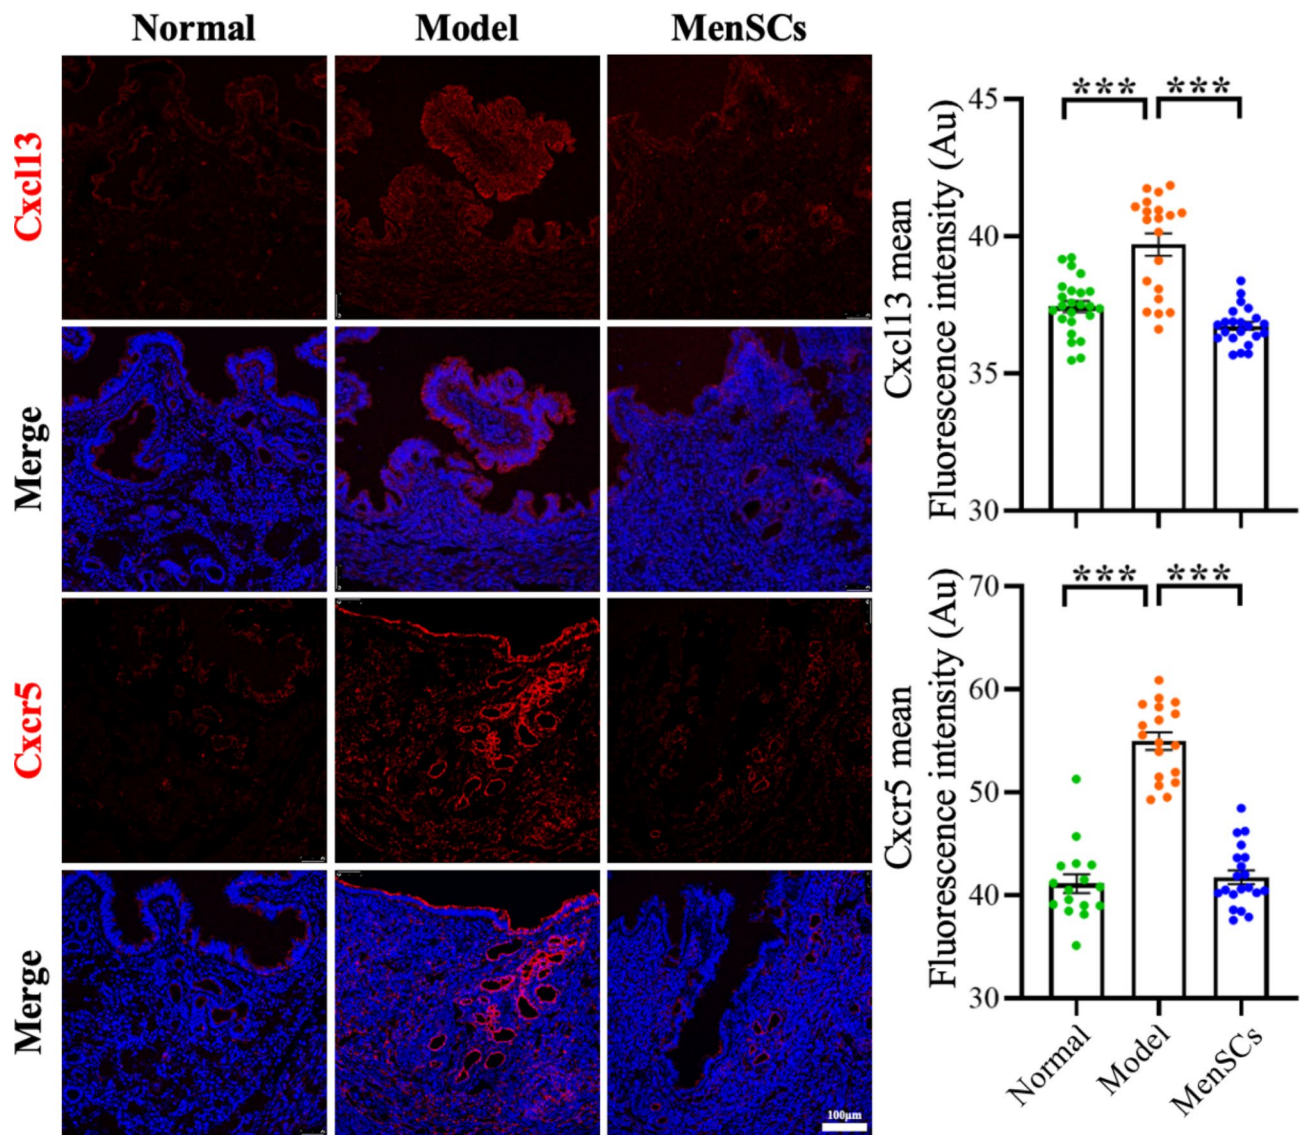 Normal Model MenSCs
Cxcl13
Merge
Cxcr5
Merge
100μm
Cxcl13 mean
Fluorescence intensity (Au)
45
40
35
30
*** ***
Cxcr5 mean
Fluorescence intensity (Au)
70
60
50
40
30
*** ***
Normal
Model
MenSCs